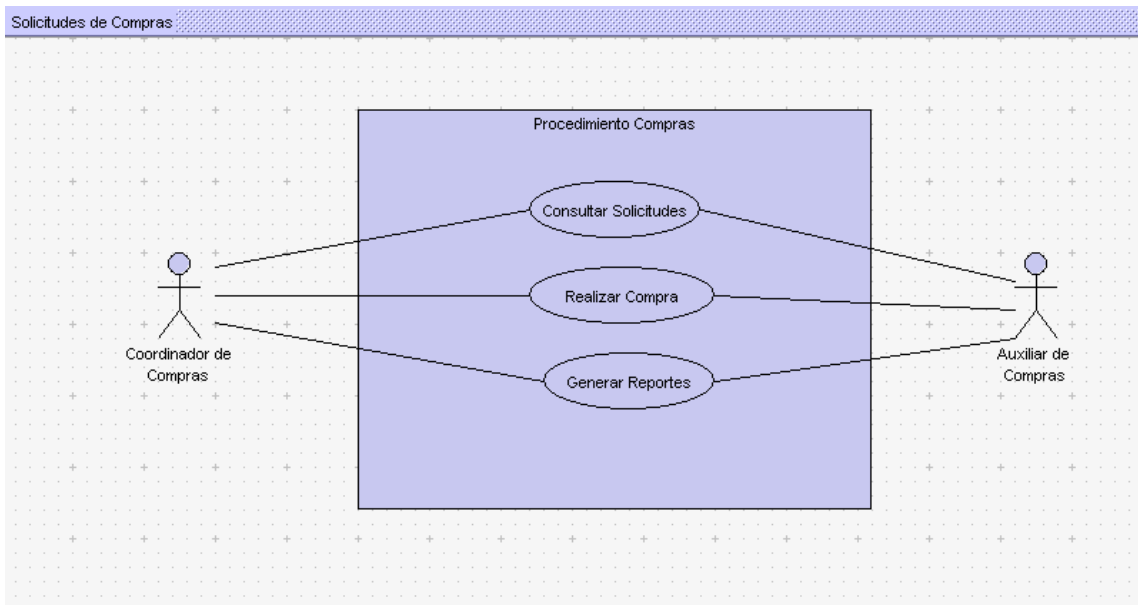 Solicitudes de Compras
Procedimiento Compras
Consultar Solicitudes
Realizar Compra
Coordinador de
Compras
Auxiliar de
Compras
Generar Reportes